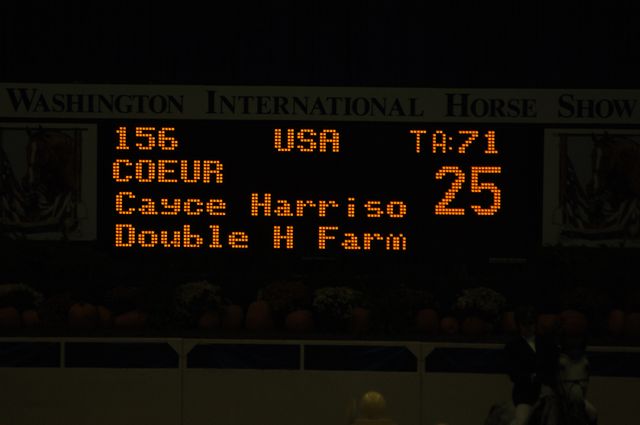 WASHINGTON INTERNATIONAL HORSE SHOW
156 USA TA:71
COEUR 25
Cayce Harriso
Double H Farm